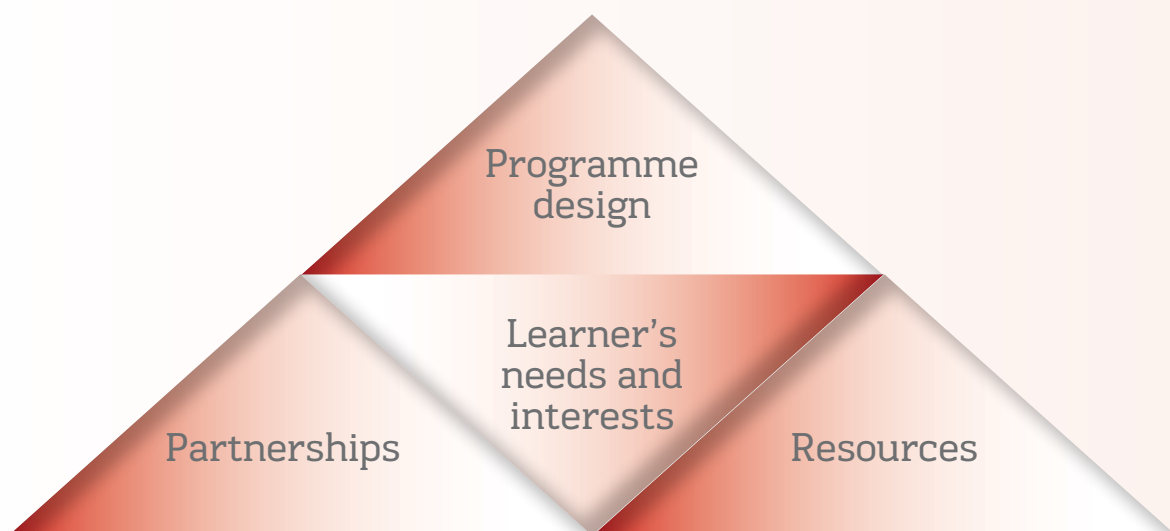 Programme
design
Learner’s
needs and
interests
Partnerships
Resources